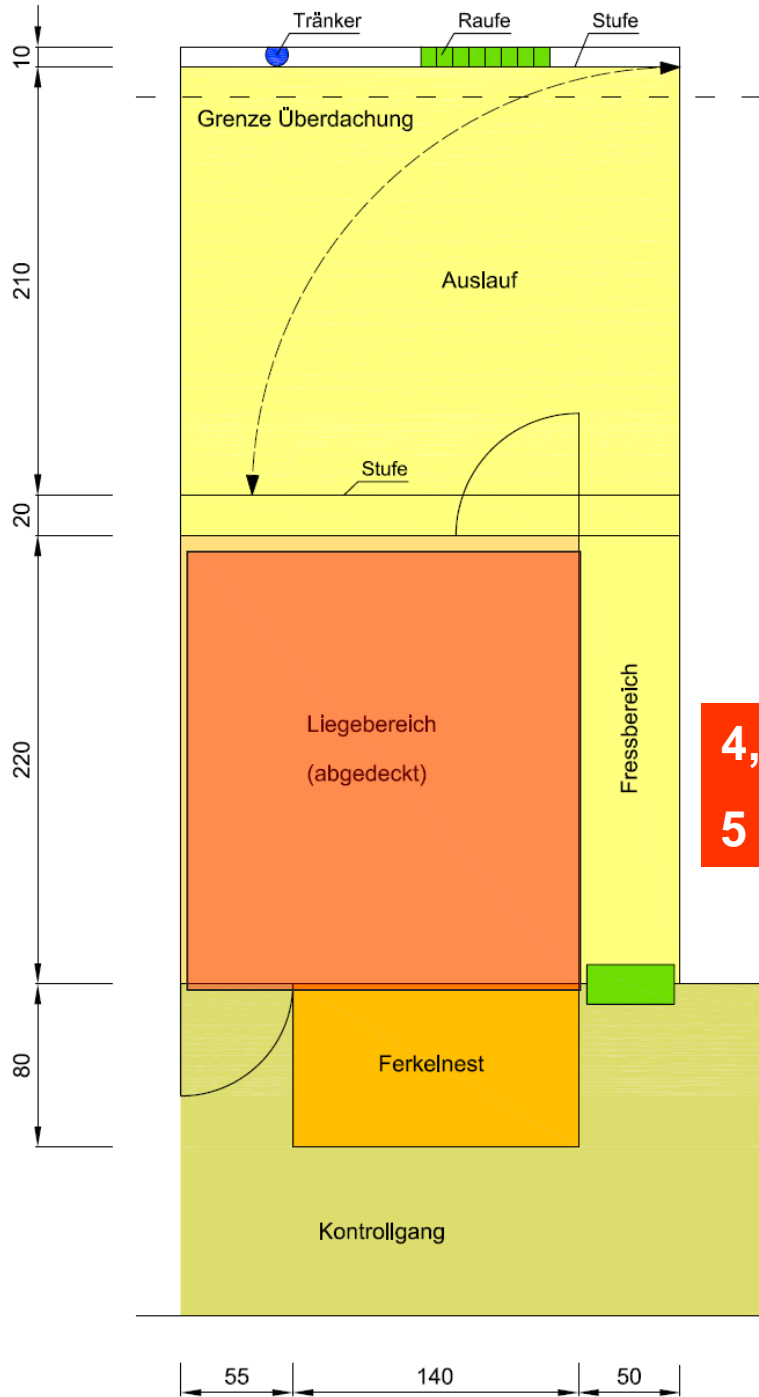 Tränker
Raufe
Stufe
10
Grenze Überdachung
210
Auslauf
Stufe
20
220
Liegebereich
(abgedeckt)
Fressbereich
4,
5
80
Ferkelnest
Kontrollgang
55
140
50